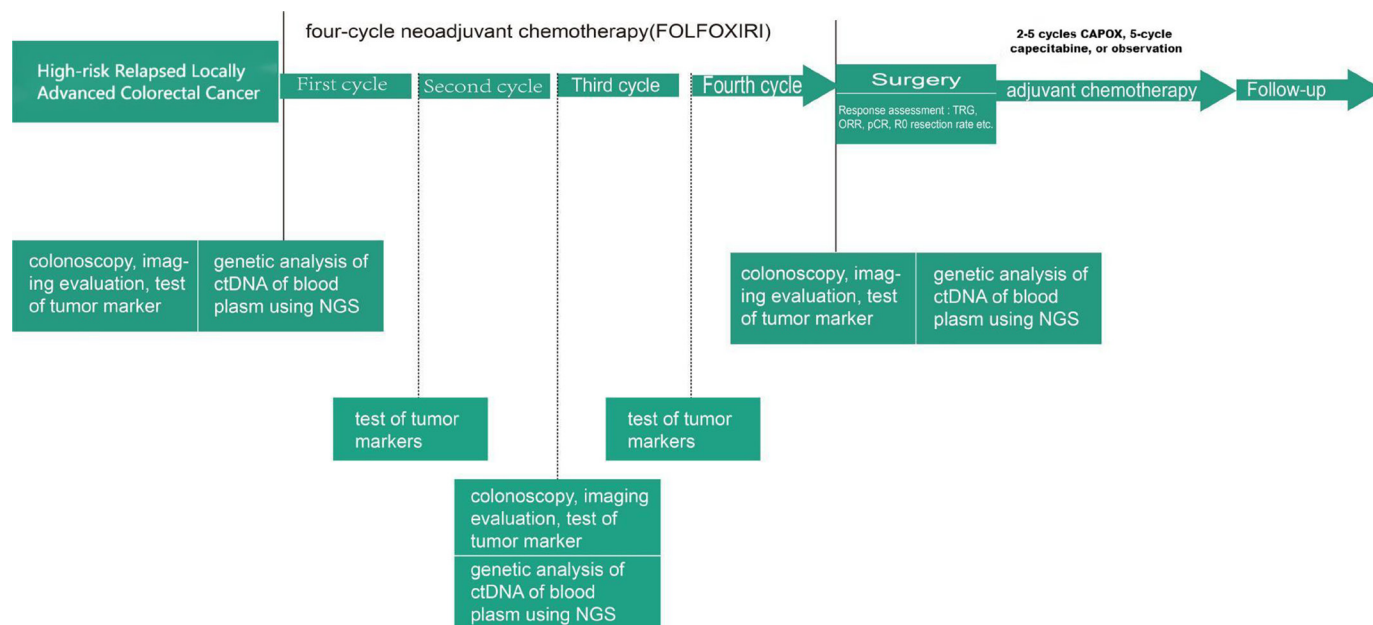 four-cycle neoadjuvant chemotherapy(FOLFOXIRI)
2-5 cycles CAPOX, 5-cycle
capecitabine, or observation
High-risk Relapsed Locally
Advanced Colorectal Cancer
First cycle
Second cycle
Third cycle
Fourth cycle
Surgery
Response assessment : TRG,
ORR, pCR, R0 resection rate etc.
adjuvant chemotherapy
Follow-up
colonoscopy, imag-
ing evaluation, test
of tumor marker
genetic analysis of
ctDNA of blood
plasm using NGS
colonoscopy, imag-
ing evaluation, test
of tumor marker
genetic analysis of
ctDNA of blood
plasm using NGS
test of tumor
markers
test of tumor
markers
colonoscopy, imaging
evaluation, test of
tumor marker
genetic analysis of
ctDNA of blood
plasm using NGS